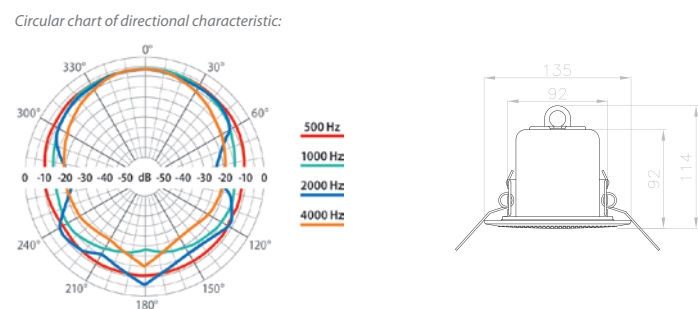 Circular chart of directional characteristic:
0°
330° 30°
300° 60°
0 -10 -20 -30 -40 -50 dB -50 -40 -30 -20 -10 0
240° 120°
210° 150°
180°
500 Hz
1000 Hz
2000 Hz
4000 Hz
135
92
92
114